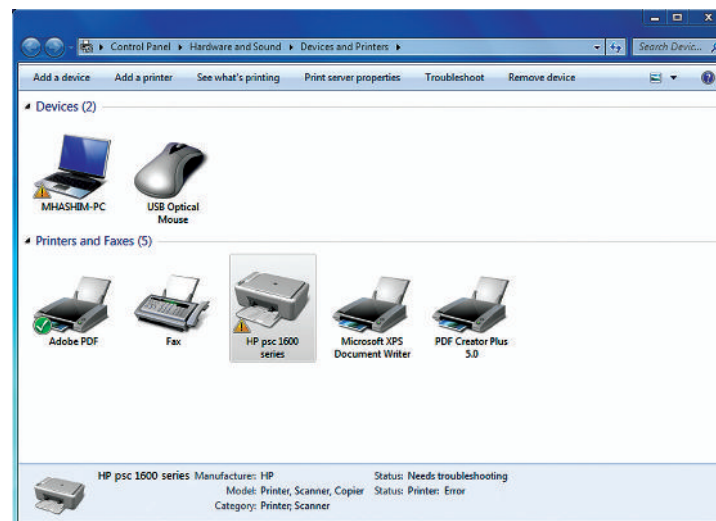 Control Panel Hardware and Sound Devices and Printers
Search Devic...
Add a device Add a printer See what's printing Print server properties Troubleshoot Remove device
Devices (2)
MHASHIM-PC
USB Optical
Mouse
Printers and Faxes (5)
Adobe PDF
Fax
HP psc 1600
series
Microsoft XPS
Document Writer
PDF Creator Plus
5.0
HP psc 1600 series Manufacturer: HP Status: Needs troubleshooting
Model: Printer, Scanner, Copier Status: Printer: Error
Category: Printer; Scanner